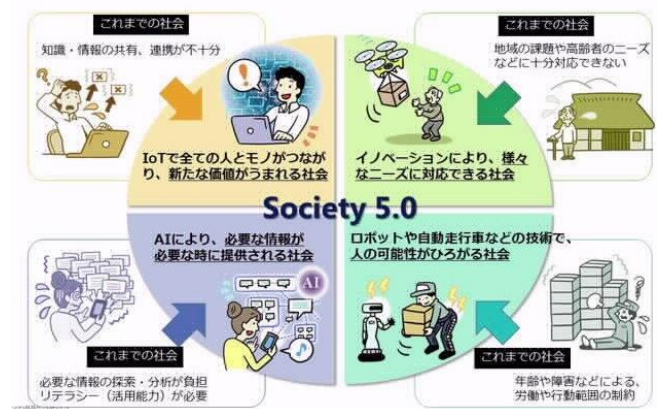 これまでの社会
知識・情報の共有、連携が不十分
IoTで全ての人とモノがつなが
り、新たな価値がうまれる社会
これまでの社会
地域の課題や高齢者のニーズ
などに十分対応できない
イノベーションにより、様々
なニーズに対応できる社会
Society 5.0
AIにより、必要な情報が
必要な時に提供される社会
AI
これまでの社会
必要な情報の探索・分析が負担
リテラシー(活用能力)が必要
ロボットや自動走行車などの技術で、
人の可能性がひろがる社会
これまでの社会
年齢や障害などによる、
労働や行動範囲の制約